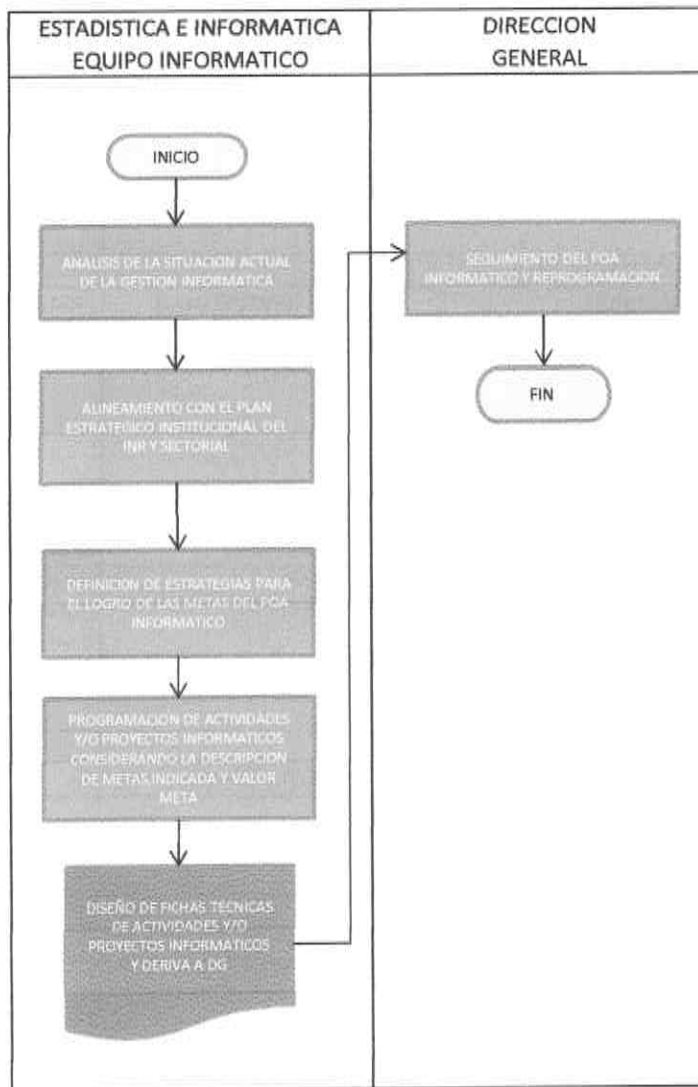 ESTADISTICA E INFORMATICA
EQUIPO INFORMATICO
DIRECCION
GENERAL
INICIO
ANALISIS DE LA SITUACION ACTUAL
DE LA GESTION INFORMATICA
ALINEAMIENTO CON EL PLAN
ESTRATEGICO INSTITUCIONAL DEL
INR Y SECTORIAL
DEFINICION DE ESTRATEGIAS PARA
EL LOGRO DE LAS METAS DEL POA
INFORMATICO
PROGRAMACION DE ACTIVIDADES
Y/O PROYECTOS INFORMATICOS
CONSIDERANDO LA DESCRIPCION
DE METAS,INDICADA Y VALOR
META
DISEÑO DE FICHAS TECNICAS
DE ACTIVIDADES Y/O
PROYECTOS INFORMATICOS
Y DERIVA A DG
SEGUIMIENTO DEL POA
INFORMATICO Y REPROGRAMACION
FIN